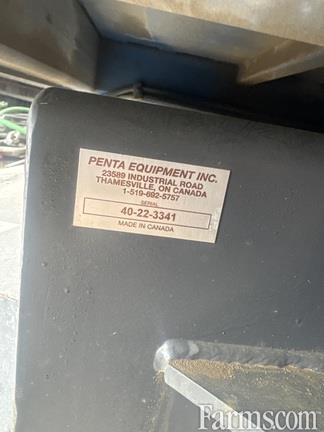 PENTA EQUIPMENT INC.
23589 INDUSTRIAL ROAD
THAMESVILLE, ON CANADA
1-519-692-5757
SERIAL
40-22-3341
MADE IN CANADA
Farms.com®